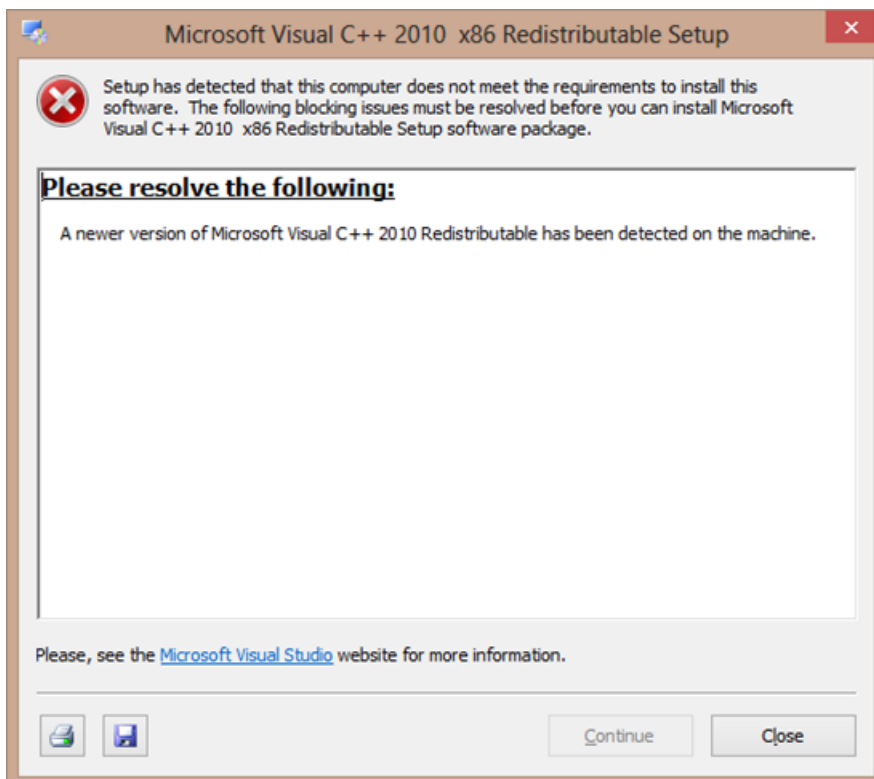 Microsoft Visual C++ 2010  x86 Redistributable Setup
Setup has detected that this computer does not meet the requirements to install this
software.  The following blocking issues must be resolved before you can install Microsoft
Visual C++ 2010  x86 Redistributable Setup software package.
Please resolve the following:
A newer version of Microsoft Visual C++ 2010 Redistributable has been detected on the machine.
Please, see the Microsoft Visual Studio website for more information.
Continue
Close